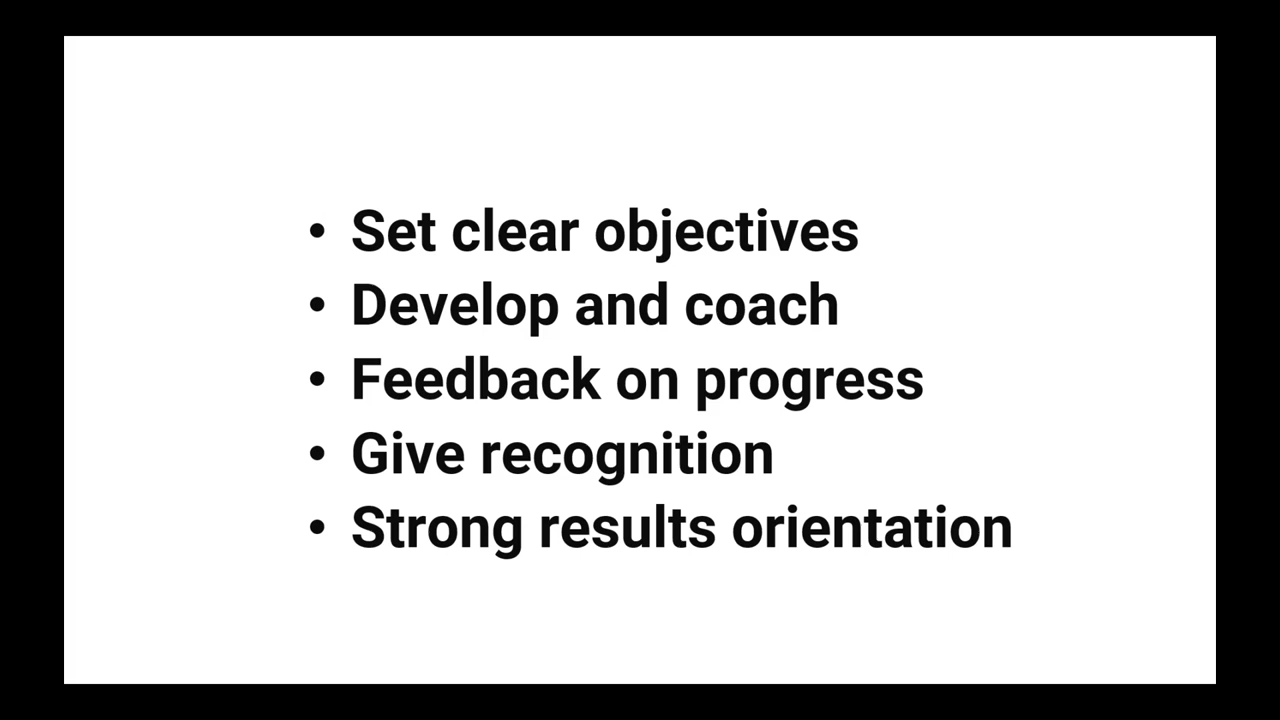 • Set clear objectives
• Develop and coach
• Feedback on progress
• Give recognition
• Strong results orientation